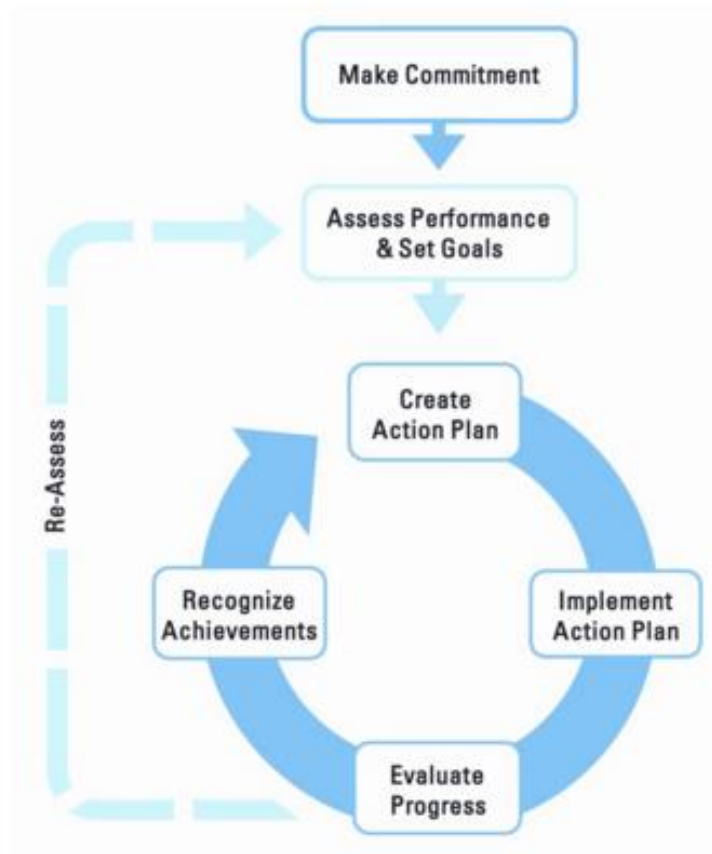 Make Commitment
Assess Performance
& Set Goals
Create
Action Plan
Re-Assess
Recognize
Achievements
Implement
Action Plan
Evaluate
Progress